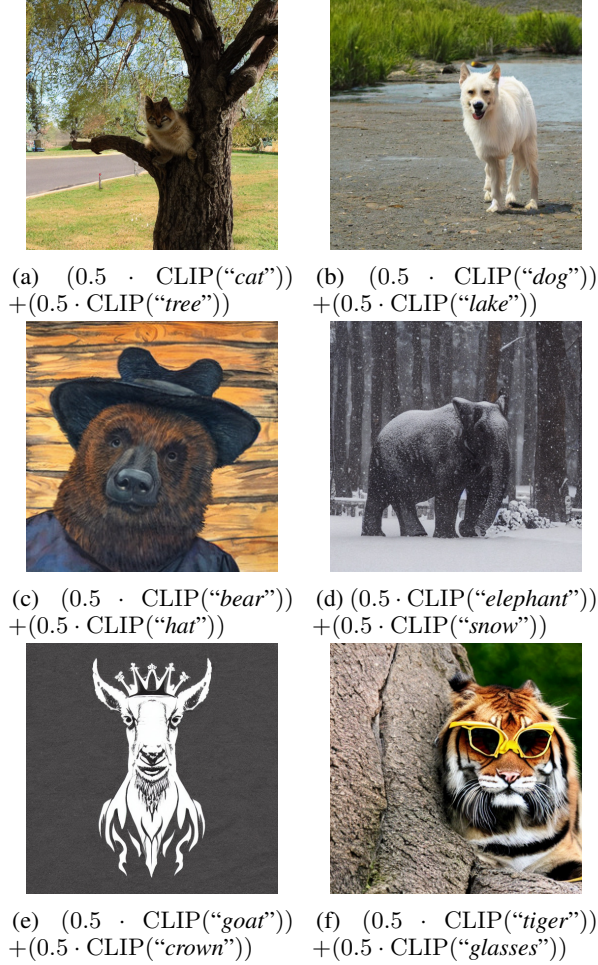 (a) (0.5 · CLIP(“cat”))
+(0.5 · CLIP(“tree”))
(b) (0.5 · CLIP(“dog”))
+(0.5 · CLIP(“lake”))
(c) (0.5 · CLIP(“bear”))
+(0.5 · CLIP(“hat”))
(d) (0.5 · CLIP(“elephant”))
+(0.5 · CLIP(“snow”))
(e) (0.5 · CLIP(“goat”))
+(0.5 · CLIP(“crown”))
(f) (0.5 · CLIP(“tiger”))
+(0.5 · CLIP(“glasses”))